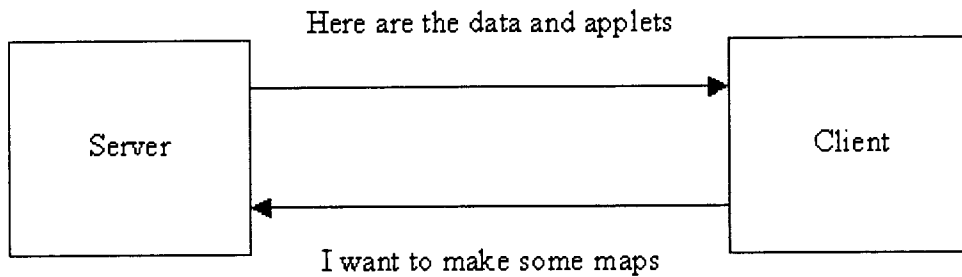 Here are the data and applets
Server
Client
I want to make some maps